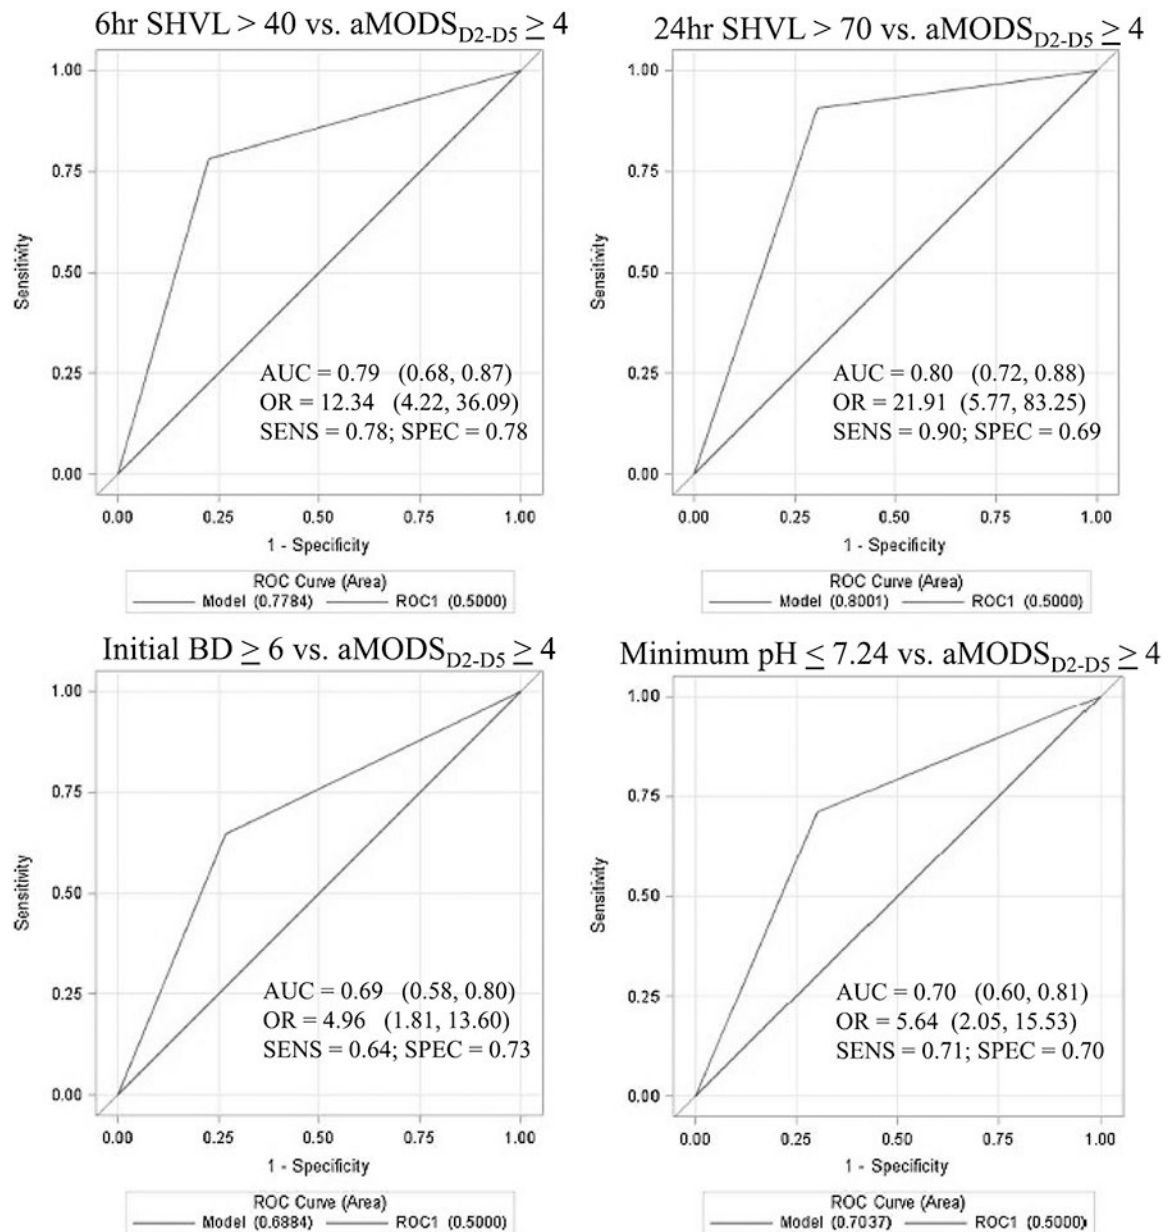 6hr SHVL > 40 vs. aMODS D2-D5 ≥ 4
1.00
0.75
0.50
0.25
0.00
Sensitivity
AUC = 0.79 (0.68, 0.87)
OR = 12.34 (4.22, 36.09)
SENS = 0.78; SPEC = 0.78
0.00 0.25 0.50 0.75 1.00
1 - Specificity
ROC Curve (Area)
Model (0.7784) ROC1 (0.5000)
24hr SHVL > 70 vs. aMODS D2-D5 ≥ 4
1.00
0.75
0.50
0.25
0.00
Sensitivity
AUC = 0.80 (0.72, 0.88)
OR = 21.91 (5.77, 83.25)
SENS = 0.90; SPEC = 0.69
0.00 0.25 0.50 0.75 1.00
1 - Specificity
ROC Curve (Area)
Model (0.8001) ROC1 (0.5000)
Initial BD ≥ 6 vs. aMODS D2-D5 ≥ 4
1.00
0.75
0.50
0.25
0.00
Sensitivity
AUC = 0.69 (0.58, 0.80)
OR = 4.96 (1.81, 13.60)
SENS = 0.64; SPEC = 0.73
0.00 0.25 0.50 0.75 1.00
1 - Specificity
ROC Curve (Area)
Model (0.6884) ROC1 (0.5000)
Minimum pH ≤ 7.24 vs. aMODS D2-D5 ≥ 4
1.00
0.75
0.50
0.25
0.00
Sensitivity
AUC = 0.70 (0.60, 0.81)
OR = 5.64 (2.05, 15.53)
SENS = 0.71; SPEC = 0.70
0.00 0.25 0.50 0.75 1.00
1 - Specificity
ROC Curve (Area)
Model (0.7037) ROC1 (0.5000)